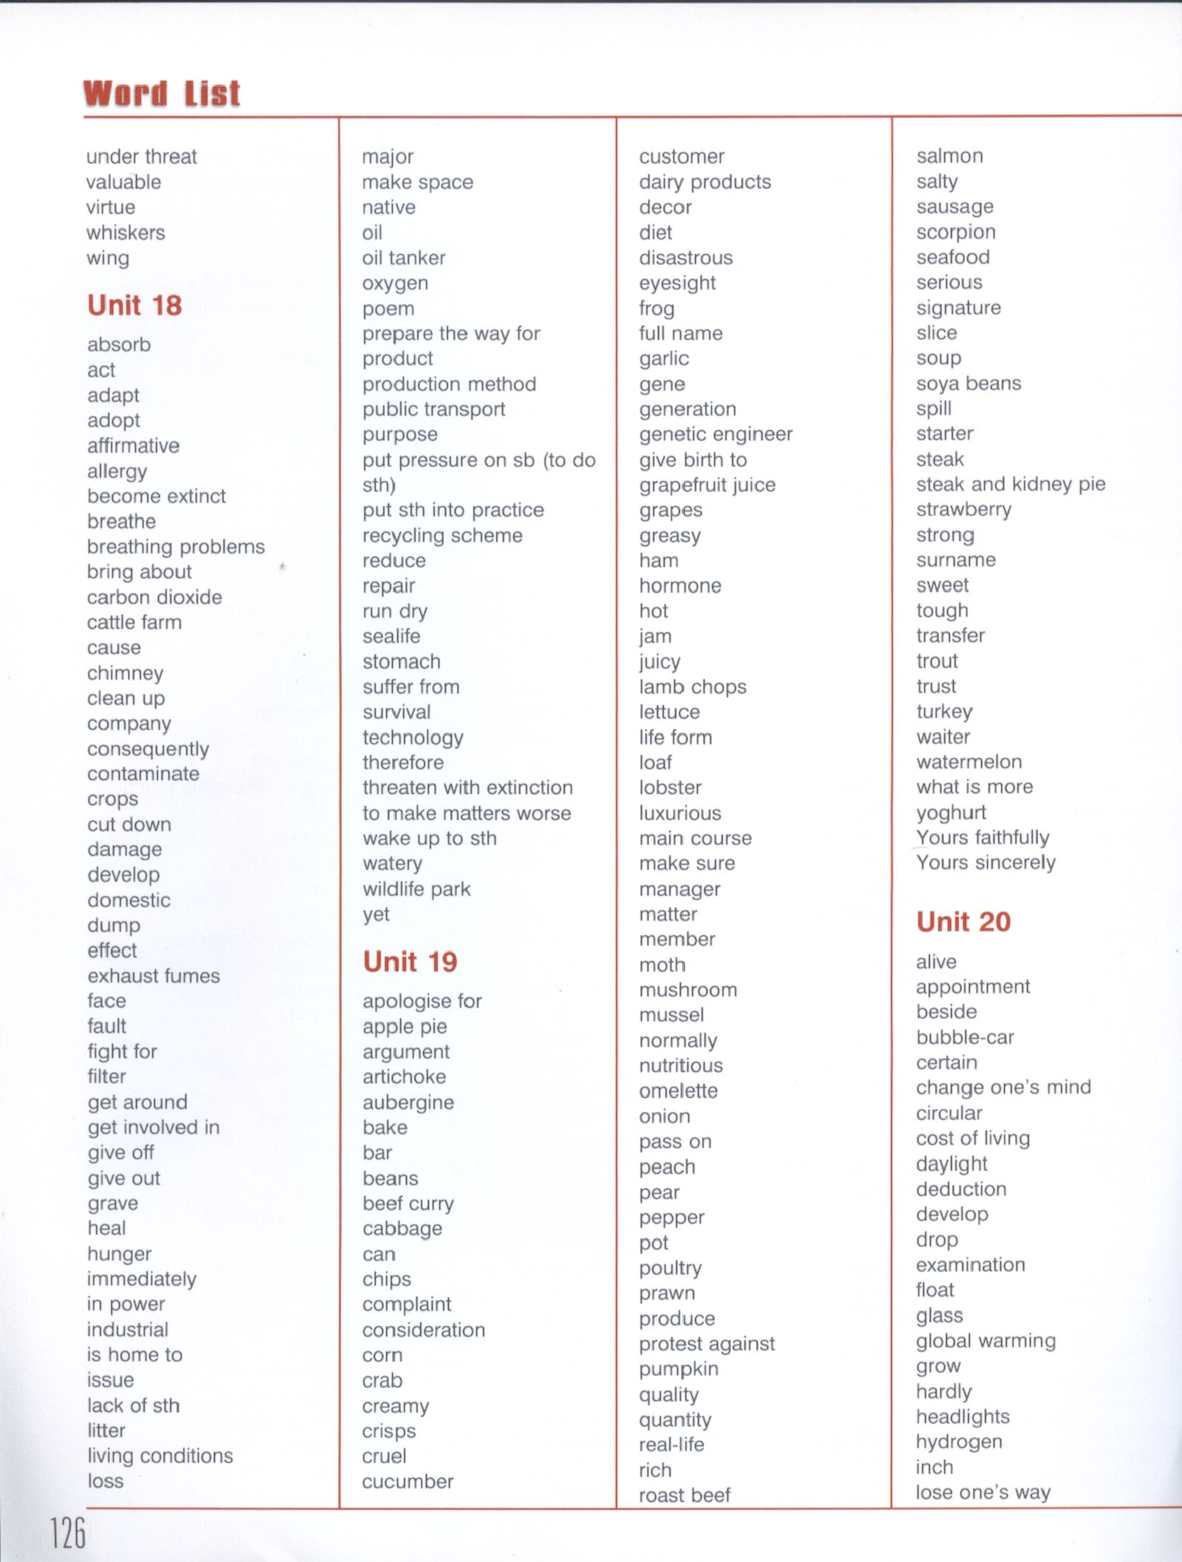 Word List
under threat
valuable
virtue
whiskers
wing
Unit 18
absorb
act
adapt
adopt
affirmative
allergy
become extinct
breathe
breathing problems
bring about
carbon dioxide
cattle farm
cause
chimney
clean up
company
consequently
contaminate
crops
cut down
damage
develop
domestic
dump
effect
exhaust fumes
face
fault
fight for
filter
get around
get involved in
give off
give out
grave
heal
hunger
immediately
in power
industrial
is home to
issue
lack of sth
litter
living conditions
loss
major
make space
native
oil
oil tanker
oxygen
poem
prepare the way for
product
production method
public transport
purpose
put pressure on sb (to do
sth)
put sth into practice
recycling scheme
reduce
repair
run dry
sealife
stomach
suffer from
survival
technology
therefore
threaten with extinction
to make matters worse
wake up to sth
watery
wildlife park
yet
Unit 19
apologise for
apple pie
argument
artichoke
aubergine
bake
bar
beans
beef curry
cabbage
can
chips
complaint
consideration
corn
crab
creamy
crisps
cruel
cucumber
customer
dairy products
decor
diet
disastrous
eyesight
frog
full name
garlic
gene
generation
genetic engineer
give birth to
grapefruit juice
grapes
greasy
ham
hormone
hot
jam
juicy
lamb chops
lettuce
life form
loaf
lobster
luxurious
main course
make sure
manager
matter
member
moth
mushroom
mussel
normally
nutritious
omelette
onion
pass on
peach
pear
pepper
pot
poultry
prawn
produce
protest against
pumpkin
quality
quantity
real-life
rich
roast beef
salmon
salty
sausage
scorpion
seafood
serious
signature
slice
soup
soya beans
spill
starter
steak
steak and kidney pie
strawberry
strong
surname
sweet
tough
transfer
trout
trust
turkey
waiter
watermelon
what is more
yoghurt
Yours faithfully
Yours sincerely
Unit 20
alive
appointment
beside
bubble-car
certain
change one's mind
circular
cost of living
daylight
deduction
develop
drop
examination
float
glass
global warming
grow
hardly
headlights
hydrogen
inch
lose one's way
126